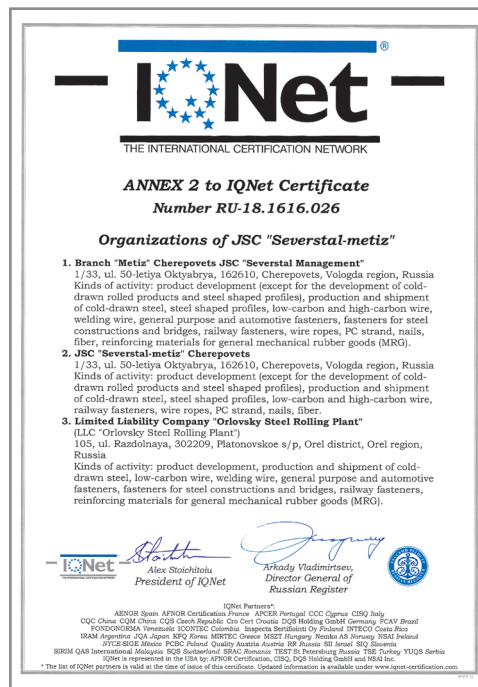 ®
IQNet
THE INTERNATIONAL CERTIFICATION NETWORK
ANNEX 2 to IQNet Certificate
Number RU-18.1616.026
Organizations of JSC "Severstal-metiz"
1. Branch "Metiz" Cherepovets JSC "Severstal Management"
1/33, ul. 50-letiya Oktyabrya, 162610, Cherepovets, Vologda region, Russia
Kinds of activity: product development (except for the development of cold-
drawn rolled products and steel shaped profiles), production and shipment
of cold-drawn steel, steel shaped profiles, low-carbon and high-carbon wire,
welding wire, general purpose and automotive fasteners, fasteners for steel
constructions and bridges, railway fasteners, wire ropes, PC strand, nails,
fiber, reinforcing materials for general mechanical rubber goods (MRG).
2. JSC "Severstal-metiz" Cherepovets
1/33, ul. 50-letiya Oktyabrya, 162610, Cherepovets, Vologda region, Russia
Kinds of activity: product development (except for the development of cold-
drawn rolled products and steel shaped profiles), production and shipment
of cold-drawn steel, steel shaped profiles, low-carbon and high-carbon wire,
railway fasteners, wire ropes, PC strand, nails, fiber.
3. Limited Liability Company "Orlovsky Steel Rolling Plant"
(LLC "Orlovsky Steel Rolling Plant")
105, ul. Razdolnaya, 302209, Platonovskoe s/p, Orel district, Orel region,
Russia
Kinds of activity: product development, production and shipment of cold-
drawn steel, low-carbon wire, welding wire, general purpose and automotive
fasteners, fasteners for steel constructions and bridges, railway fasteners,
reinforcing materials for general mechanical rubber goods (MRG).
IQNet
Alex Stoichitoiu
President of IQNet
Arkady Vladimirtsev,
Director General of
Russian Register
IQNet Partners*:
AENOR Spain AFNOR Certification France APCER Portugal CCC Cyprus CISQ Italy
CQC China CQM China CQS Czech Republic Cro Cert Croatia DQS Holding GmbH Germany FCAV Brazil
FONDONORMA Venezuela ICONTEC Colombia Inspecta Sertifiointi Oy Finland INTECO Costa Rica
IRAM Argentina JQA Japan KFQ Korea MIRTEC Greece MSZT Hungary Nemko AS Norway NSAI Ireland
NYCE-SIGE México PCBC Poland Quality Austria Austria RR Russia SII Israel SIQ Slovenia
SIRIM QAS International Malaysia SQS Switzerland SRAC Romania TEST St Petersburg Russia TSE Turkey YUQS Serbia
IQNet is represented in the USA by: AFNOR Certification, CISQ, DQS Holding GmbH and NSAI Inc.
* The list of IQNet partners is valid at the time of issue of this certificate. Updated information is available under www.iqnet-certification.com